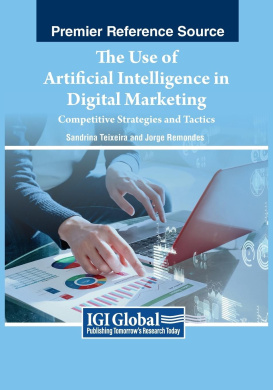 Premier Reference Source
The Use of
Artificial Intelligence in
Digital Marketing
Competitive Strategies and Tactics
Sandrina Teixeira and Jorge Remondes
IGI Global
Publishing Tomorrow's Research Today